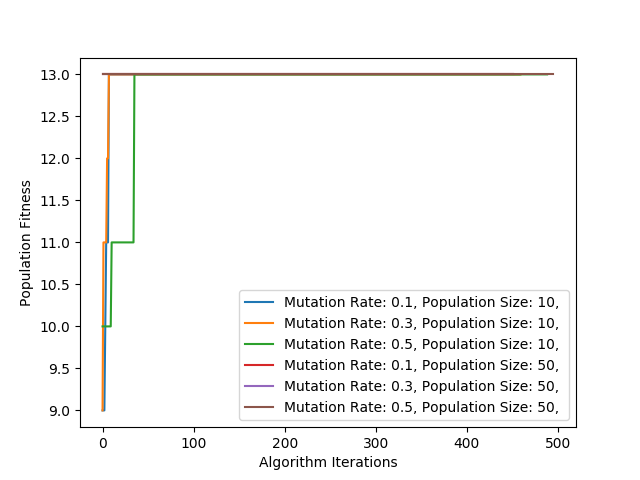 13.0
12.5
12.0
11.5
11.0
10.5
10.0
9.5
9.0
Population Fitness
Mutation Rate: 0.1, Population Size: 10,
Mutation Rate: 0.3, Population Size: 10,
Mutation Rate: 0.5, Population Size: 10,
Mutation Rate: 0.1, Population Size: 50,
Mutation Rate: 0.3, Population Size: 50,
Mutation Rate: 0.5, Population Size: 50,
0 100 200 300 400 500
Algorithm Iterations